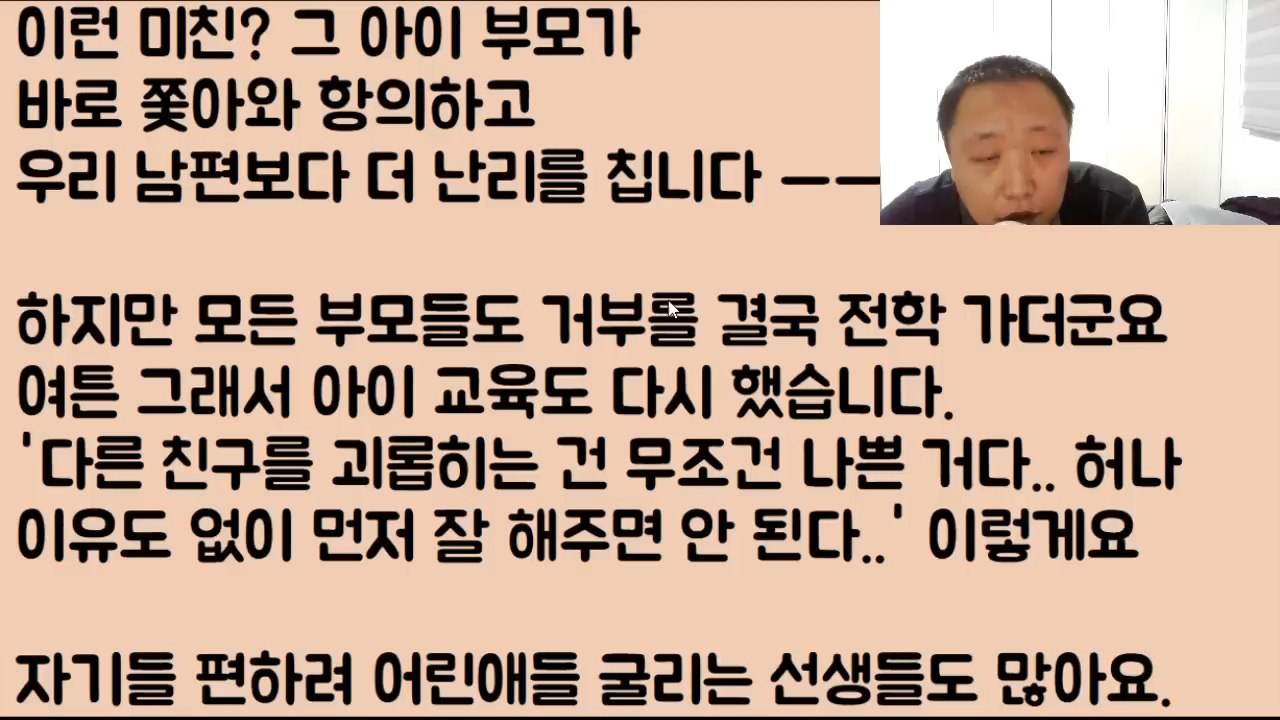 이런 미친? 그 아이 부모가
바로 쫓아와 항의하고
우리 남편보다 더 난리를 칩니다 ㅡㅡ
하지만 모든 부모들도 거부를 결국 전학 가더군요
여튼 그래서 아이 교육도 다시 했습니다.
'다른 친구를 괴롭히는 건 무조건 나쁜 거다.. 허나
이유도 없이 먼저 잘 해주면 안 된다..' 이렇게요
자기들 편하려 어린애들 굴리는 선생들도 많아요.